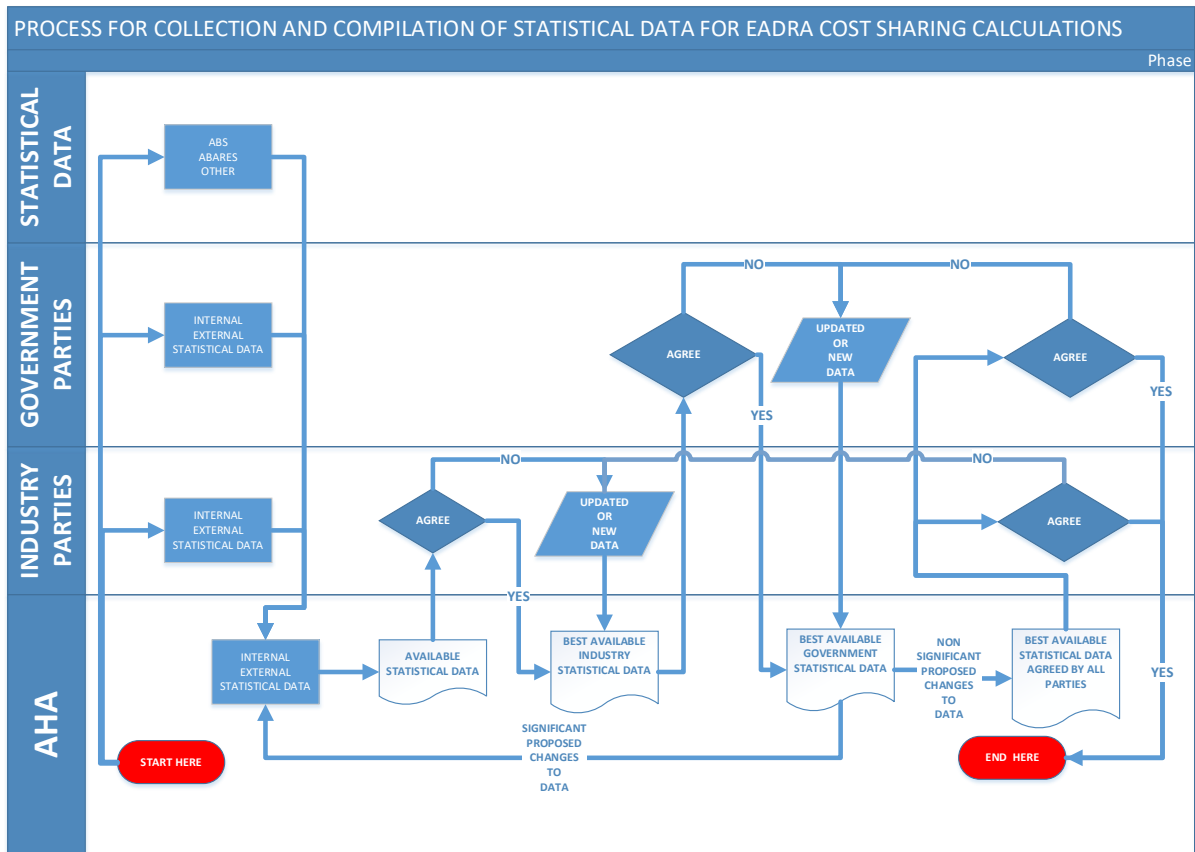 PROCESS FOR COLLECTION AND COMPILATION OF STATISTICAL DATA FOR EADRA COST SHARING CALCULATIONS
Phase
STATISTICAL
DATA
ABS
ABARES
OTHER
GOVERNMENT
PARTIES
INTERNAL
EXTERNAL
STATISTICAL DATA
NO
NO
AGREE
UPDATED
OR
NEW
DATA
AGREE
YES
YES
INDUSTRY
PARTIES
INTERNAL
EXTERNAL
STATISTICAL DATA
NO
NO
AGREE
UPDATED
OR
NEW
DATA
AGREE
YES
AHA
INTERNAL
EXTERNAL
STATISTICAL DATA
AVAILABLE
STATISTICAL DATA
BEST AVAILABLE
INDUSTRY
STATISTICAL DATA
BEST AVAILABLE
GOVERNMENT
STATISTICAL DATA
NON
SIGNIFICANT
PROPOSED
CHANGES
TO
DATA
BEST AVAILABLE
STATISTICAL DATA
AGREED BY ALL
PARTIES
YES
SIGNIFICANT
PROPOSED
CHANGES
TO
DATA
START HERE
END HERE